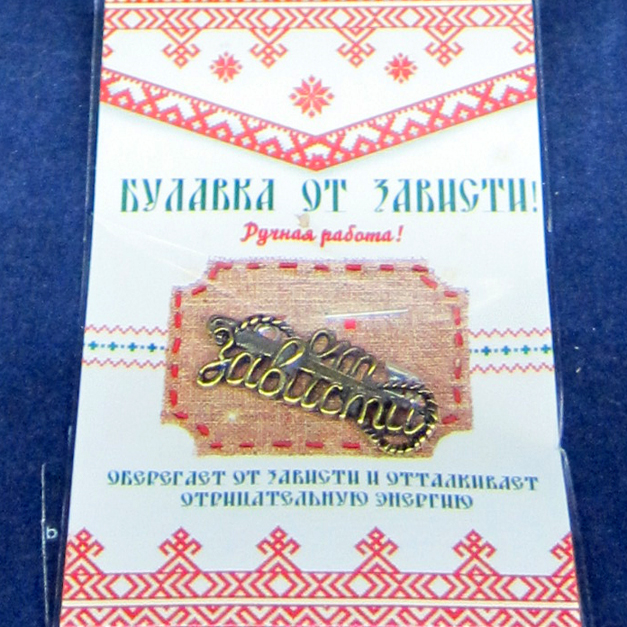 БУЛАВКА ОТ ЗАВИСТИ!
Ручная работа!
от
зависти
ОБЕРЕГАЕТ ОТ ЗАВИСТИ И ОТТАЛКИВАЕТ
ОТРИЦАТЕЛЬНУЮ ЭНЕРГИЮ